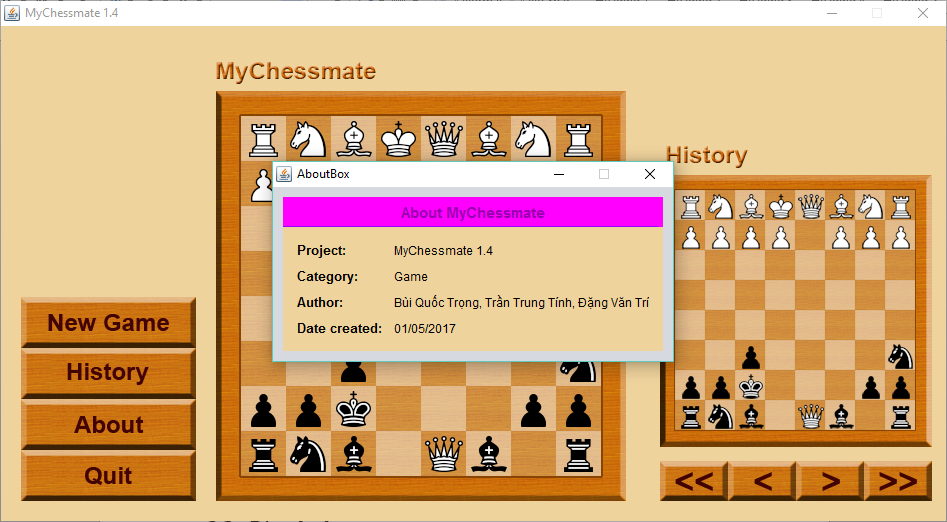 MyChessmate 1.4
MyChessmate
History
AboutBox
About MyChessmate
Project: MyChessmate 1.4
Category: Game
Author: Bùi Quốc Trọng, Trần Trung Tính, Đặng Văn Trí
Date created: 01/05/2017
New Game
History
About
Quit
<< < > >>